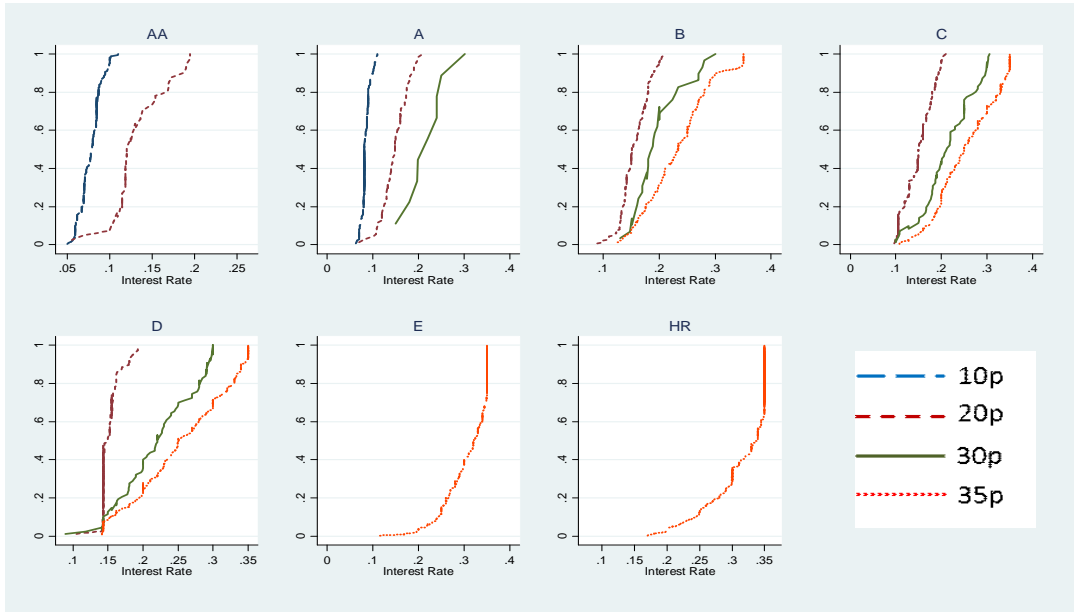 AA
1
.8
.6
.4
.2
0
.05 .1 .15 .2 .25
Interest Rate
A
1
.8
.6
.4
.2
0
0 .1 .2 .3 .4
Interest Rate
B
1
.8
.6
.4
.2
0
.1 .2 .3 .4
Interest Rate
C
1
.8
.6
.4
.2
0
0 .1 .2 .3 .4
Interest Rate
D
1
.8
.6
.4
.2
0
.1 .15 .2 .25 .3 .35
Interest Rate
E
1
.8
.6
.4
.2
0
0 .1 .2 .3 .4
Interest Rate
HR
1
.8
.6
.4
.2
0
.1 .15 .2 .25 .3 .35
Interest Rate
10p
20p
30p
35p